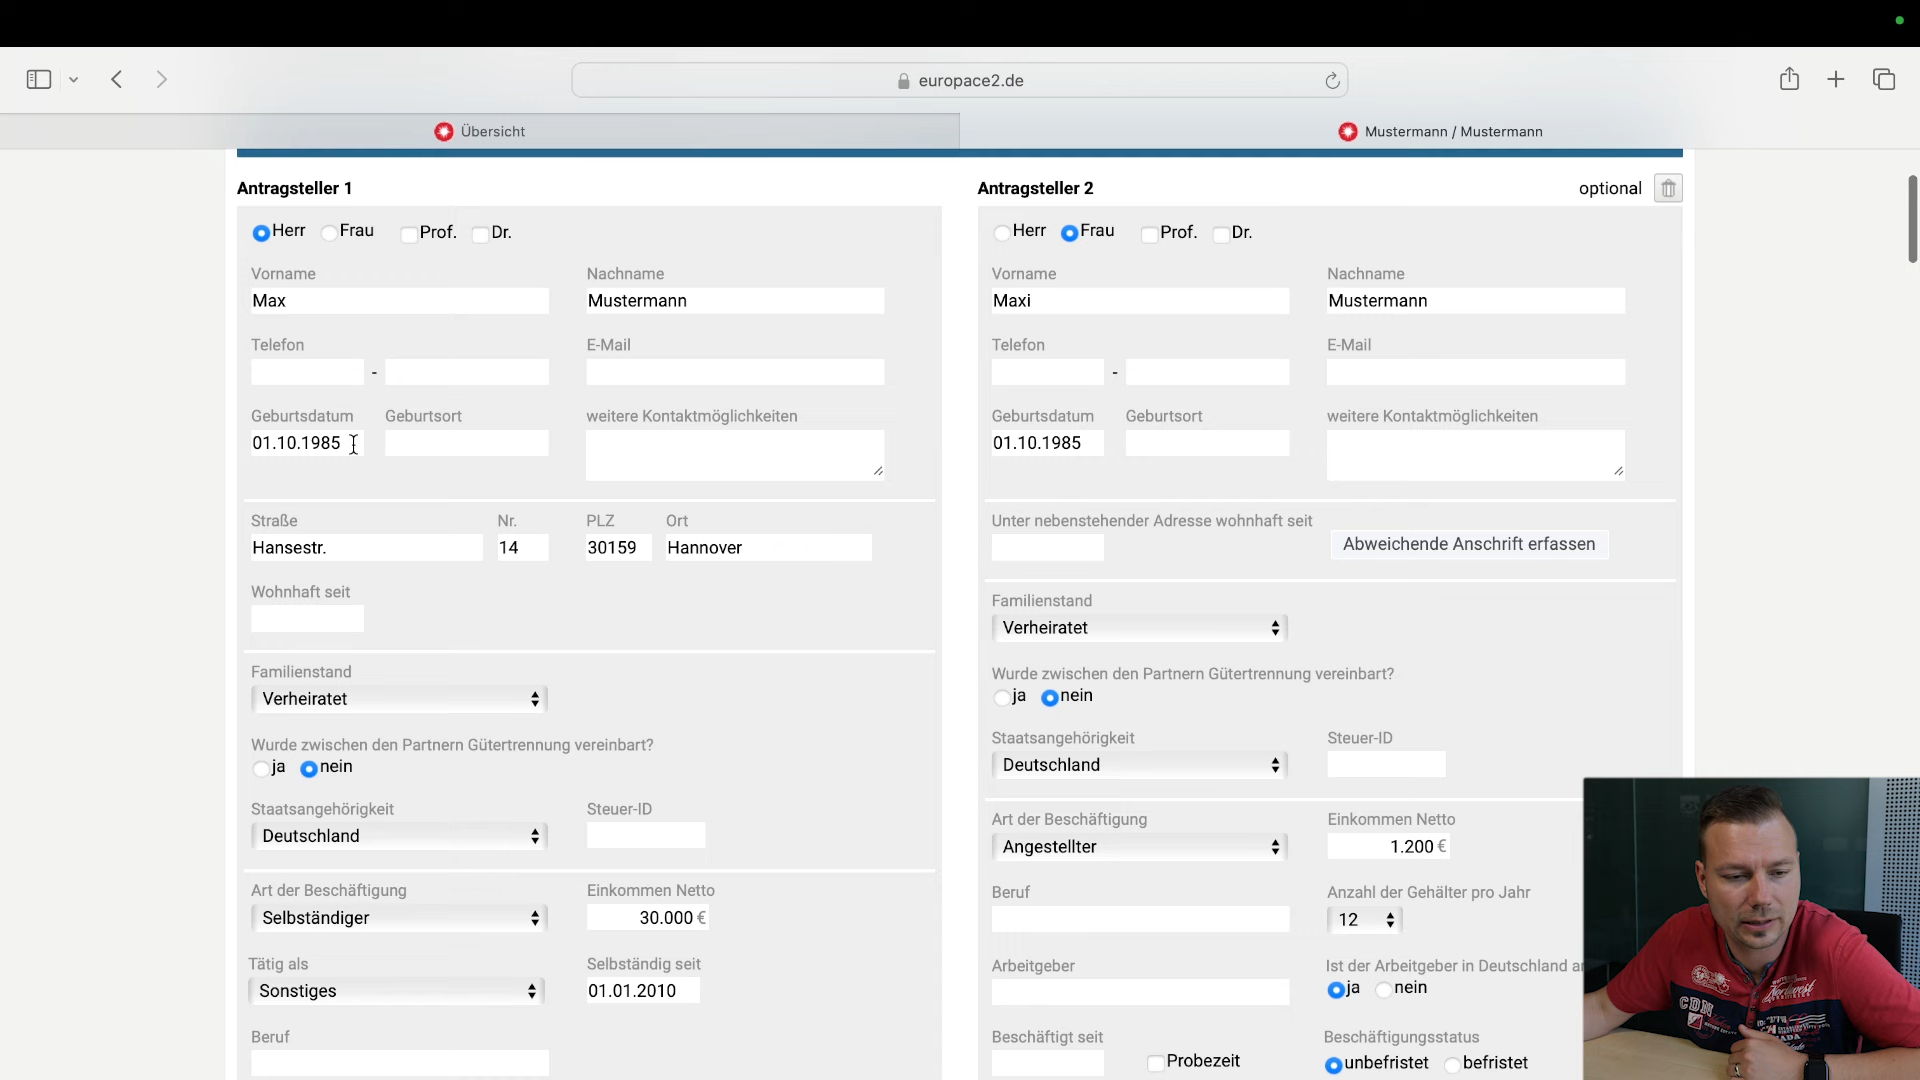 europace2.de
Übersicht
Mustermann / Mustermann
Antragsteller 1
Herr Frau Prof. Dr.
Vorname Nachname
Max Mustermann
Telefon E-Mail
-
Geburtsdatum Geburtsort weitere Kontaktmöglichkeiten
01.10.1985
Straße Nr. PLZ Ort
Hansestr. 14 30159 Hannover
Wohnhaft seit
Familienstand
Verheiratet
Wurde zwischen den Partnern Gütertrennung vereinbart?
ja nein
Staatsangehörigkeit Steuer-ID
Deutschland
Art der Beschäftigung Einkommen Netto
Selbständiger 30.000 €
Tätig als Selbständig seit
Sonstiges 01.01.2010
Beruf
Antragsteller 2 optional
Herr Frau Prof. Dr.
Vorname Nachname
Maxi Mustermann
Telefon E-Mail
-
Geburtsdatum Geburtsort weitere Kontaktmöglichkeiten
01.10.1985
Unter nebenstehender Adresse wohnhaft seit
Abweichende Anschrift erfassen
Familienstand
Verheiratet
Wurde zwischen den Partnern Gütertrennung vereinbart?
ja nein
Staatsangehörigkeit Steuer-ID
Deutschland
Art der Beschäftigung Einkommen Netto
Angestellter 1.200 €
Beruf Anzahl der Gehälter pro Jahr
12
Arbeitgeber Ist der Arbeitgeber in Deutschland
ja nein
Beschäftigt seit Beschäftigungsstatus
Probezeit unbefristet befristet
CDN